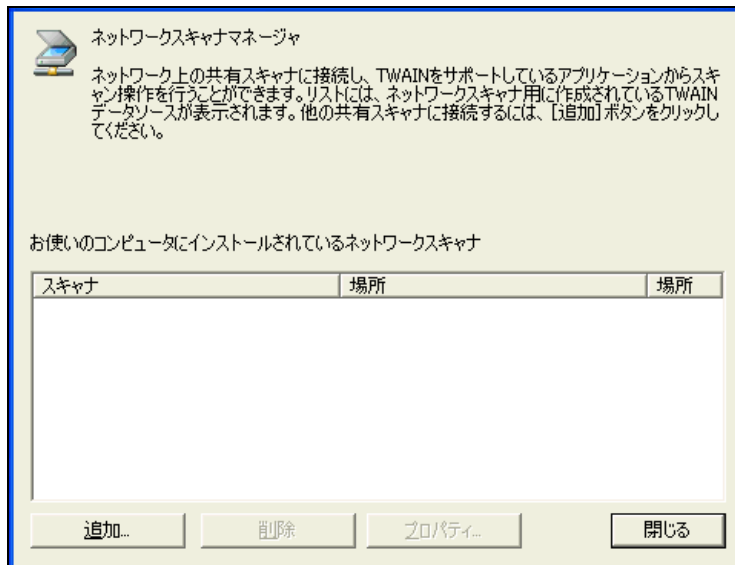 ネットワークスキャナマネージャ
ネットワーク上の共有スキャナに接続し、TWAINをサポートしているアプリケーションからスキ
ャン操作を行うことができます。リストには、ネットワークスキャナ用に作成されているTWAIN
データソースが表示されます。他の共有スキャナに接続するには、[追加]ボタンをクリックし
てください。
お使いのコンピュータにインストールされているネットワークスキャナ
スキャナ 場所 場所
追加... 削除 プロパティ... 閉じる